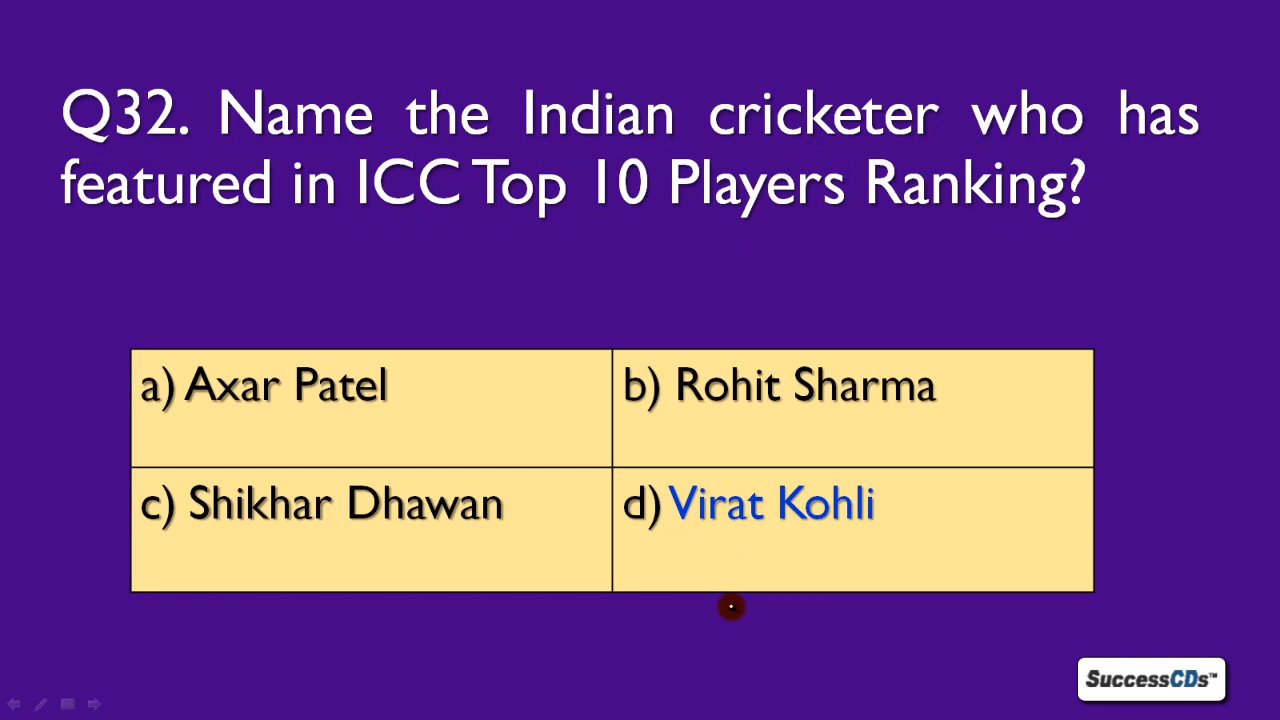 Q32. Name the Indian cricketer who has
featured in ICC Top 10 Players Ranking?
a) Axar Patel
b) Rohit Sharma
c) Shikhar Dhawan
d) Virat Kohli
SuccessCDs™